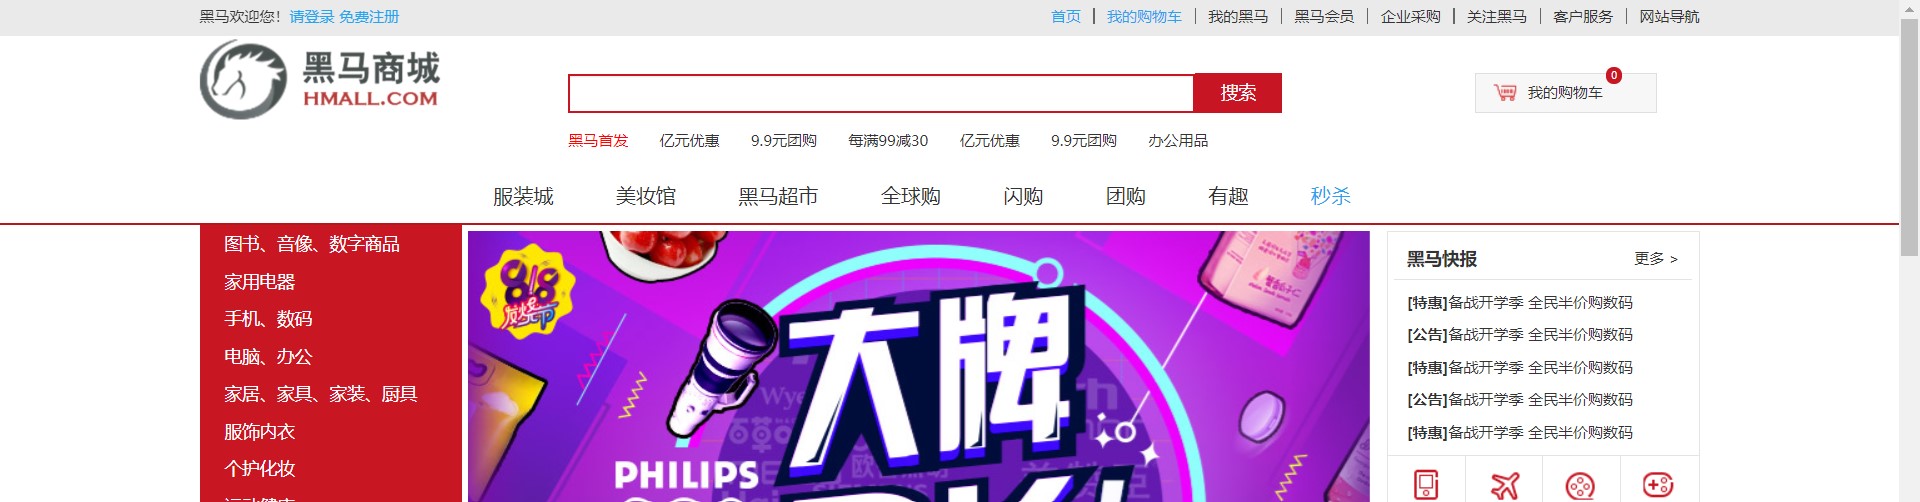 黑马欢迎您！请登录 免费注册
首页 我的购物车 我的黑马 黑马会员 企业采购 关注黑马 客户服务 网站导航
黑马商城
HMALL.COM
搜索
0
我的购物车
黑马首发 亿元优惠 9.9元团购 每满99减30 亿元优惠 9.9元团购 办公用品
服装城 美妆馆 黑马超市 全球购 闪购 团购 有趣 秒杀
图书、音像、数字商品
家用电器
手机、数码
电脑、办公
家居、家具、家装、厨具
服饰内衣
个护化妆
运动健康
818
发烧节
大牌
PHILIPS
黑马快报
更多 >
[特惠]备战开学季 全民半价购数码
[公告]备战开学季 全民半价购数码
[特惠]备战开学季 全民半价购数码
[公告]备战开学季 全民半价购数码
[特惠]备战开学季 全民半价购数码